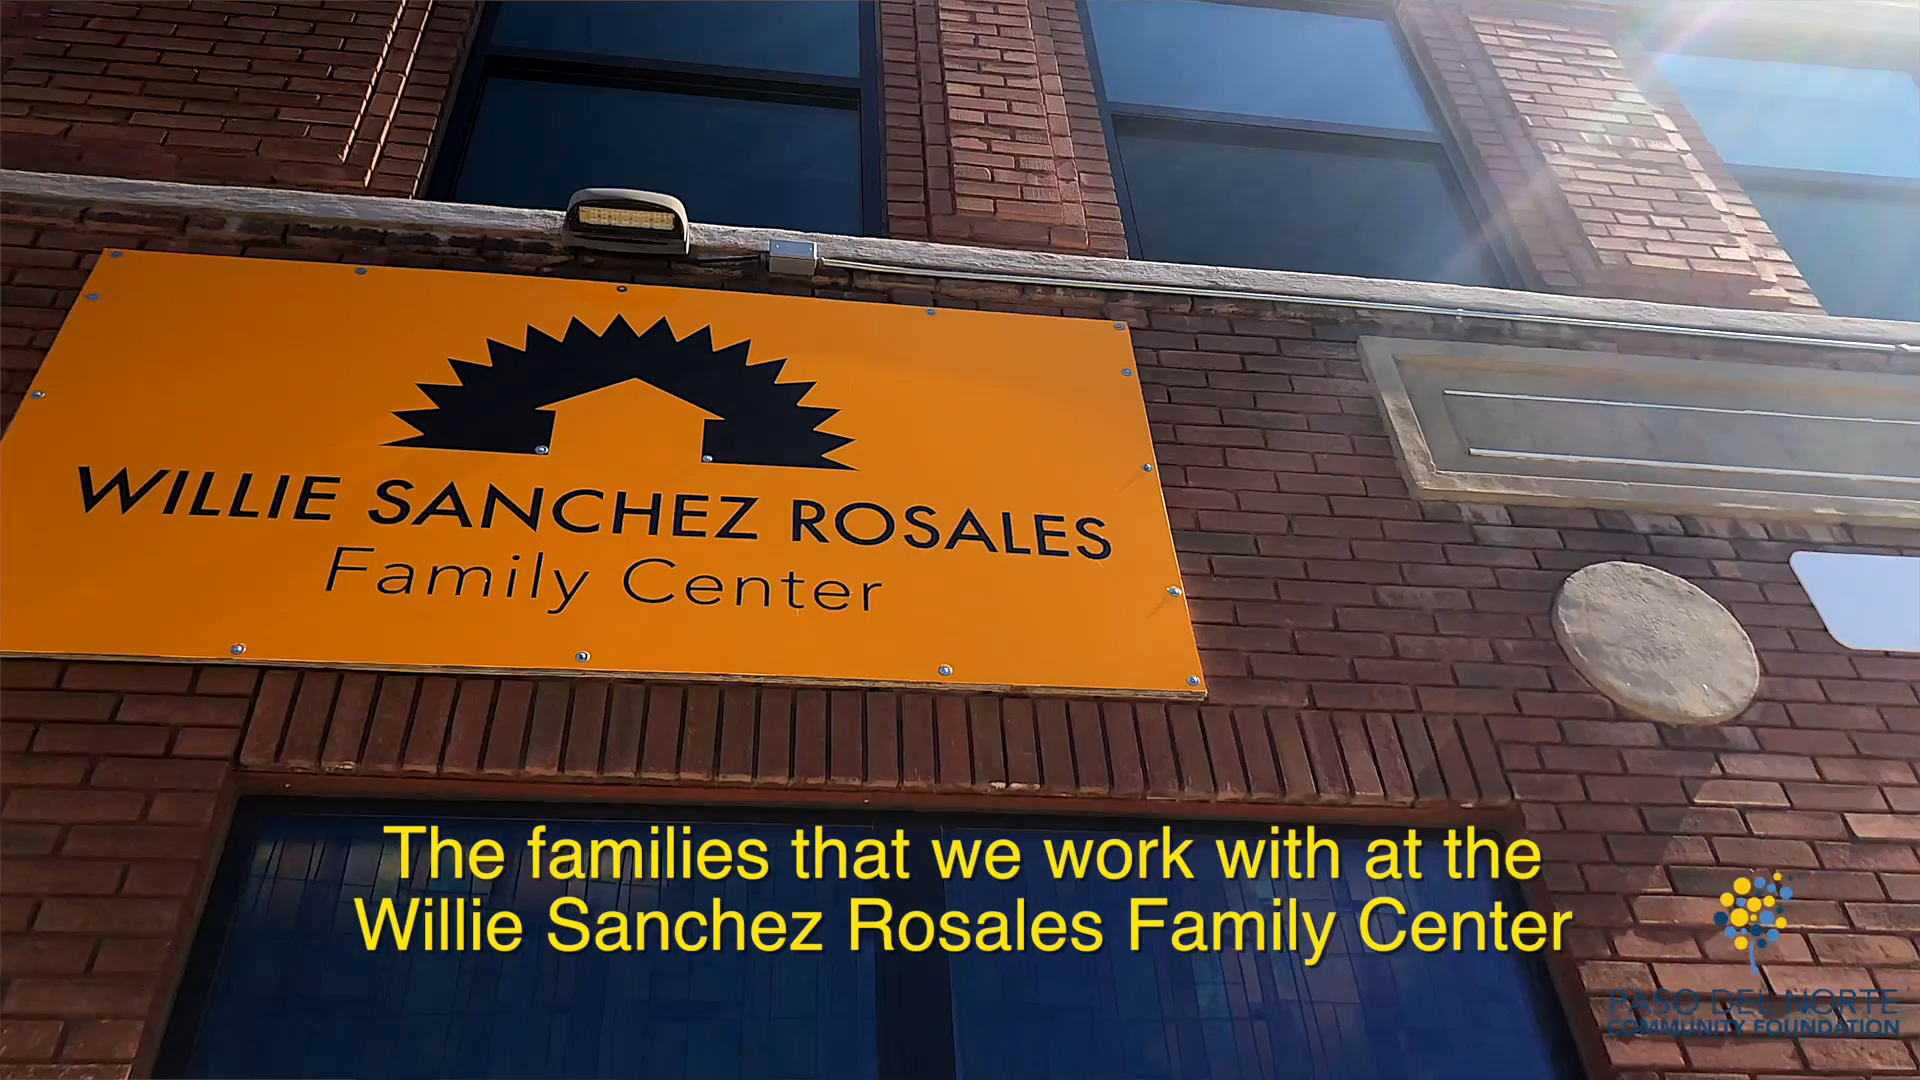 WILLIE SANCHEZ ROSALES
Family Center
The families that we work with at the
Willie Sanchez Rosales Family Center
PASO DEL NORTE
COMMUNITY FOUNDATION